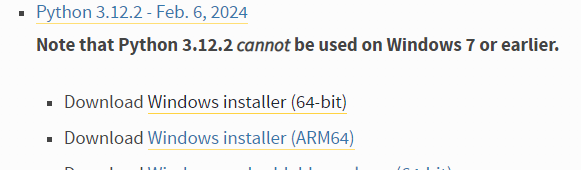 Python 3.12.2 - Feb. 6, 2024
Note that Python 3.12.2 cannot be used on Windows 7 or earlier.
Download Windows installer (64-bit)
Download Windows installer (ARM64)